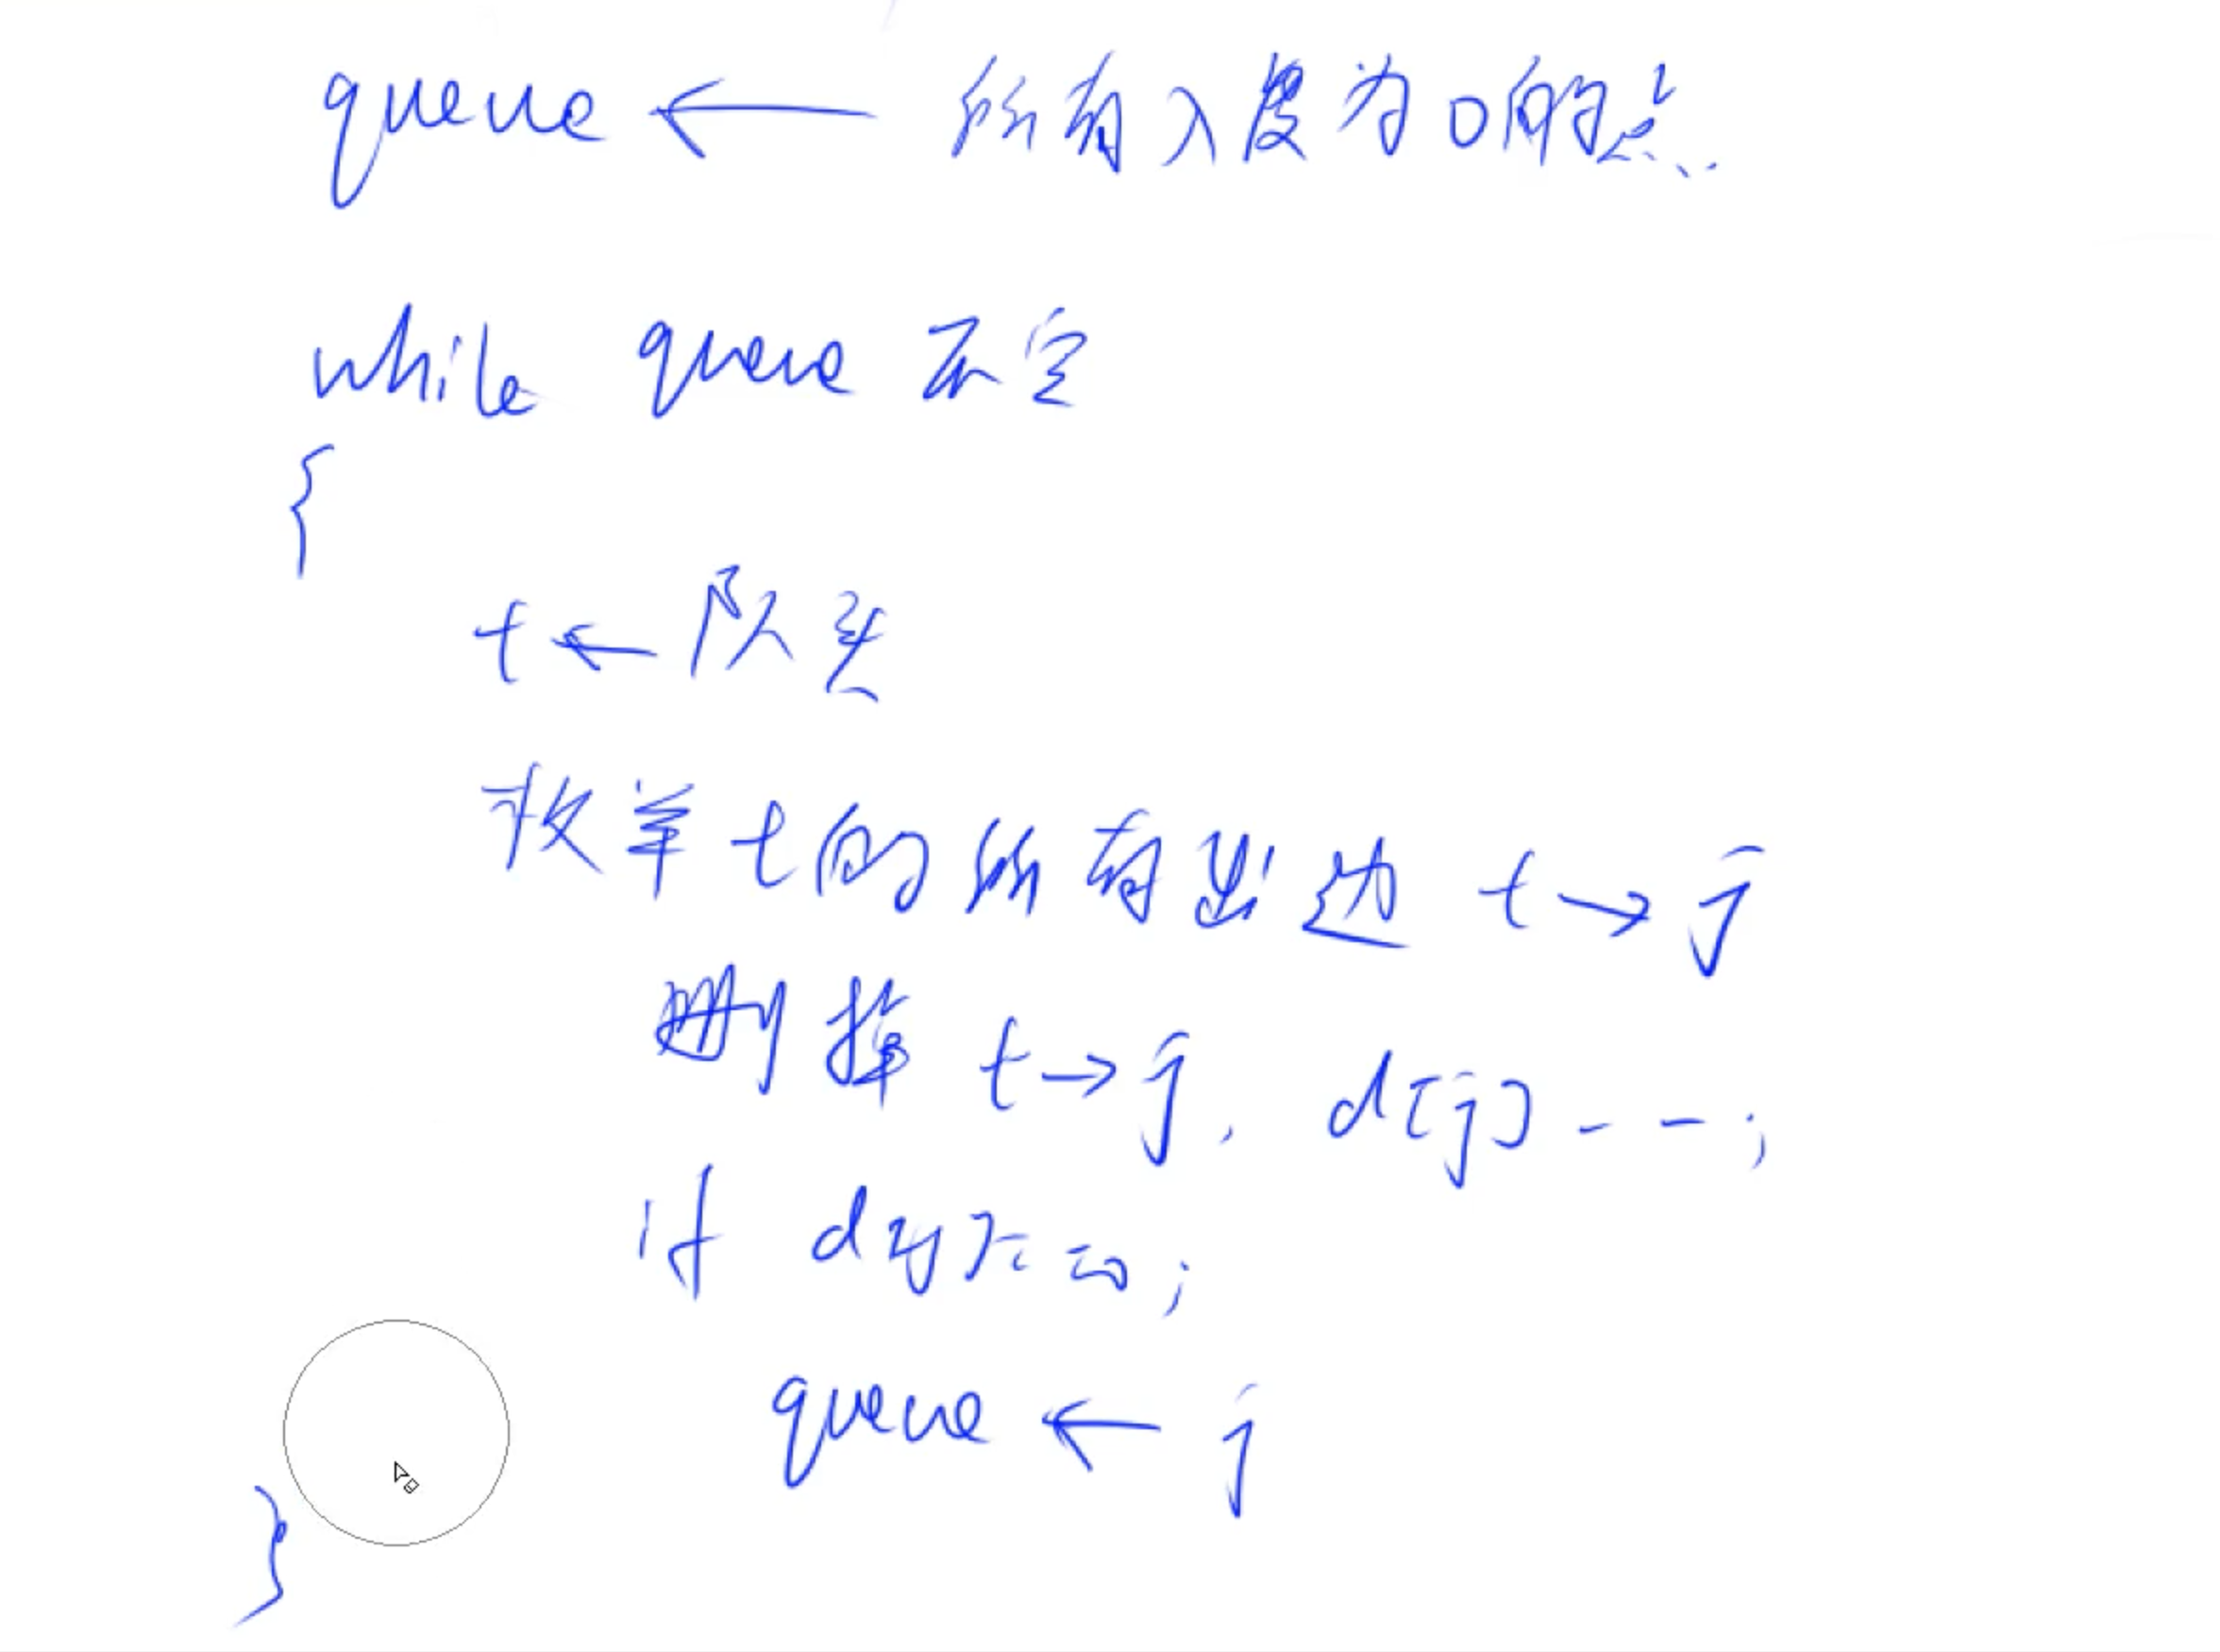 queue ← 所有入度为0的点
while queue 不空
{
t ← 队头
枚举 t 的所有出边 t → j
删掉 t → j, d[j] --;
if d[j] == 0;
queue ← j
}